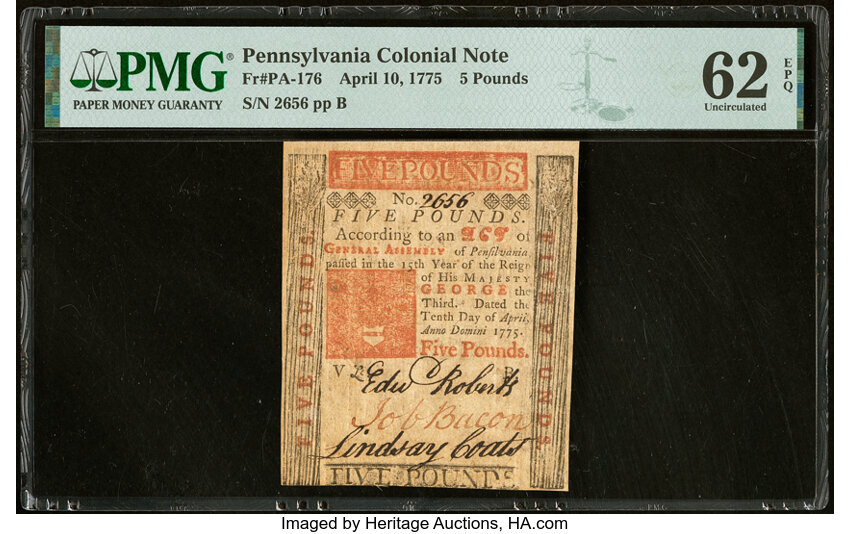 PMG®
PAPER MONEY GUARANTY
Pennsylvania Colonial Note
Fr#PA-176 April 10, 1775 5 Pounds
S/N 2656 pp B
62
Uncirculated
EPQ
FIVE POUNDS
No. 2656
FIVE POUNDS.
According to an ACT of
GENERAL ASSEMBLY of Pensilvania,
passed in the 15th Year of the Reign
of His MAJESTY
GEORGE the
Third. Dated the
Tenth Day of April,
Anno Domini 1775.
Five Pounds.
V B
Edw Roberts
Job Bacon
Lindsay Coats
FIVE POUNDS
FIVE POUNDS.
FIVE POUNDS
Imaged by Heritage Auctions, HA.com